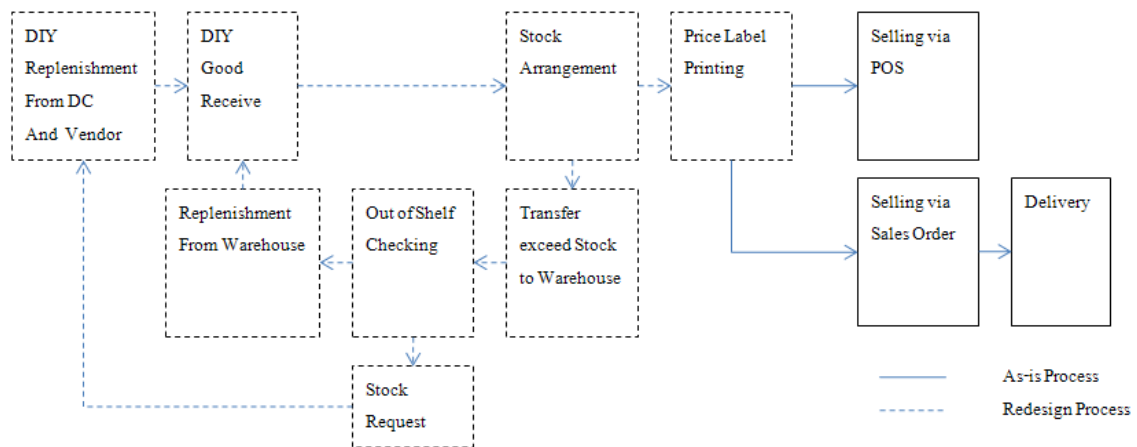 DIY
Replenishment
From DC
And Vendor
DIY
Good
Receive
Stock
Arrangement
Price Label
Printing
Selling via
POS
Replenishment
From Warehouse
Out of Shelf
Checking
Transfer
exceed Stock
to Warehouse
Selling via
Sales Order
Delivery
Stock
Request
As-is Process
Redesign Process